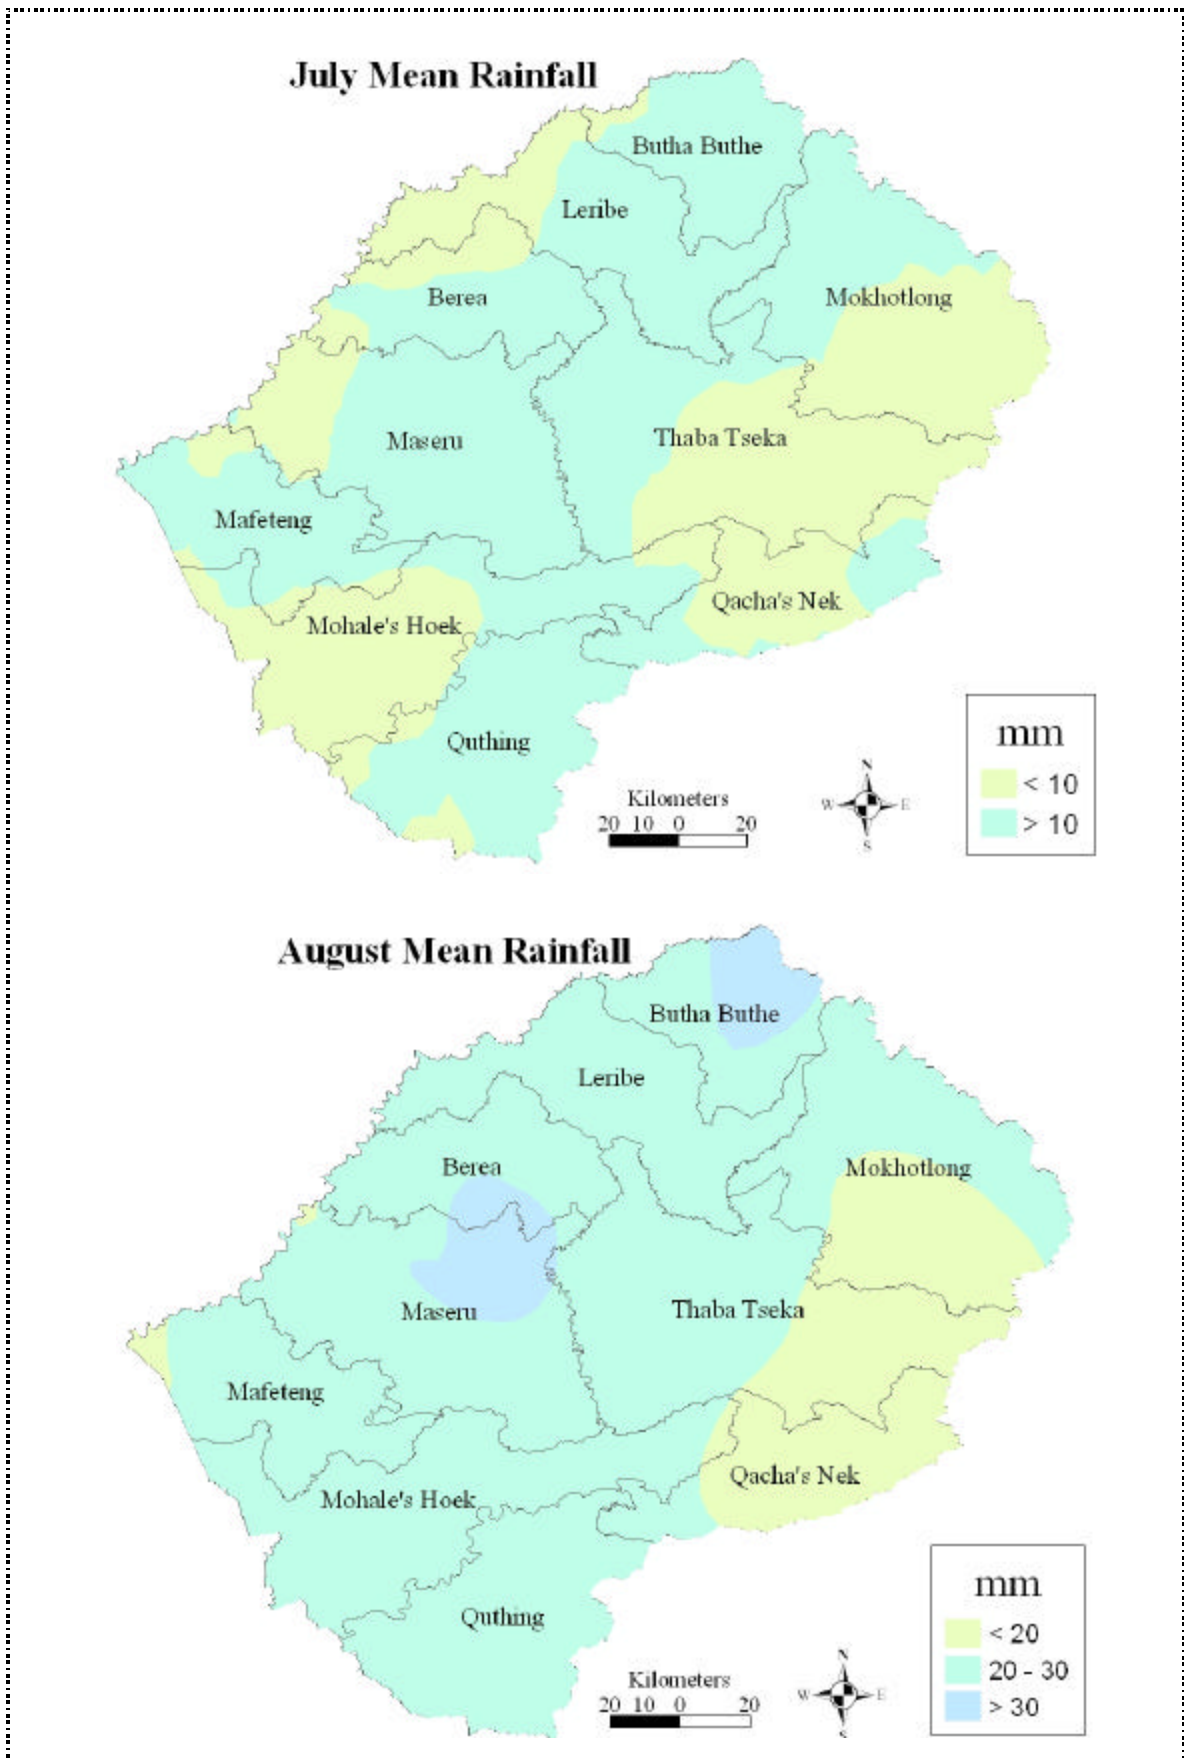 July Mean Rainfall
Butha Buthe
Leribe
Berea
Mokhotlong
Maseru
Thaba Tseka
Mafeteng
Qacha's Nek
Mohale's Hoek
Quthing
mm
< 10
> 10
Kilometers
20 10 0 20
N
W E
S
August Mean Rainfall
Butha Buthe
Leribe
Berea
Mokhotlong
Maseru
Thaba Tseka
Mafeteng
Qacha's Nek
Mohale's Hoek
Quthing
mm
< 20
20 - 30
> 30
Kilometers
20 10 0 20
N
W E
S